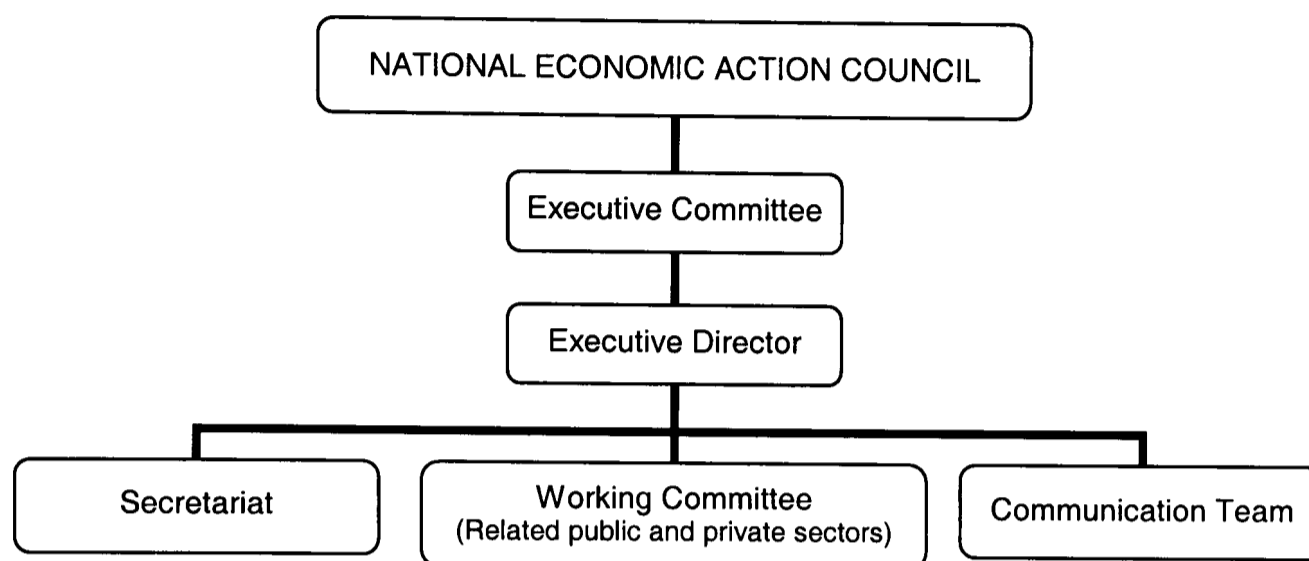 NATIONAL ECONOMIC ACTION COUNCIL
Executive Committee
Executive Director
Secretariat
Working Committee
(Related public and private sectors)
Communication Team